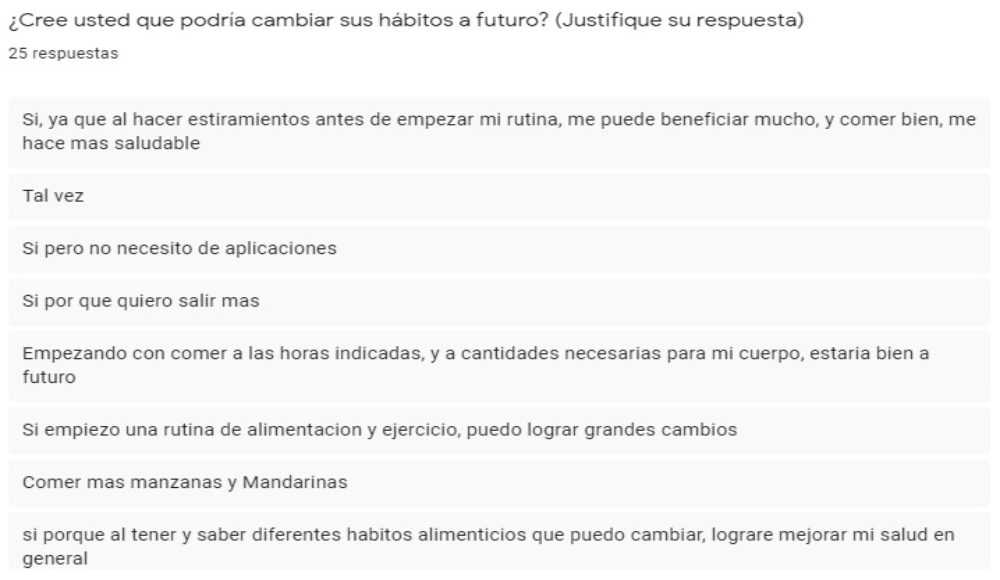 ¿Cree usted que podría cambiar sus hábitos a futuro? (Justifique su respuesta)
25 respuestas
Si, ya que al hacer estiramientos antes de empezar mi rutina, me puede beneficiar mucho, y comer bien, me
hace mas saludable
Tal vez
Si pero no necesito de aplicaciones
Si por que quiero salir mas
Empezando con comer a las horas indicadas, y a cantidades necesarias para mi cuerpo, estaria bien a
futuro
Si empiezo una rutina de alimentacion y ejercicio, puedo lograr grandes cambios
Comer mas manzanas y Mandarinas
si porque al tener y saber diferentes habitos alimenticios que puedo cambiar, lograre mejorar mi salud en
general